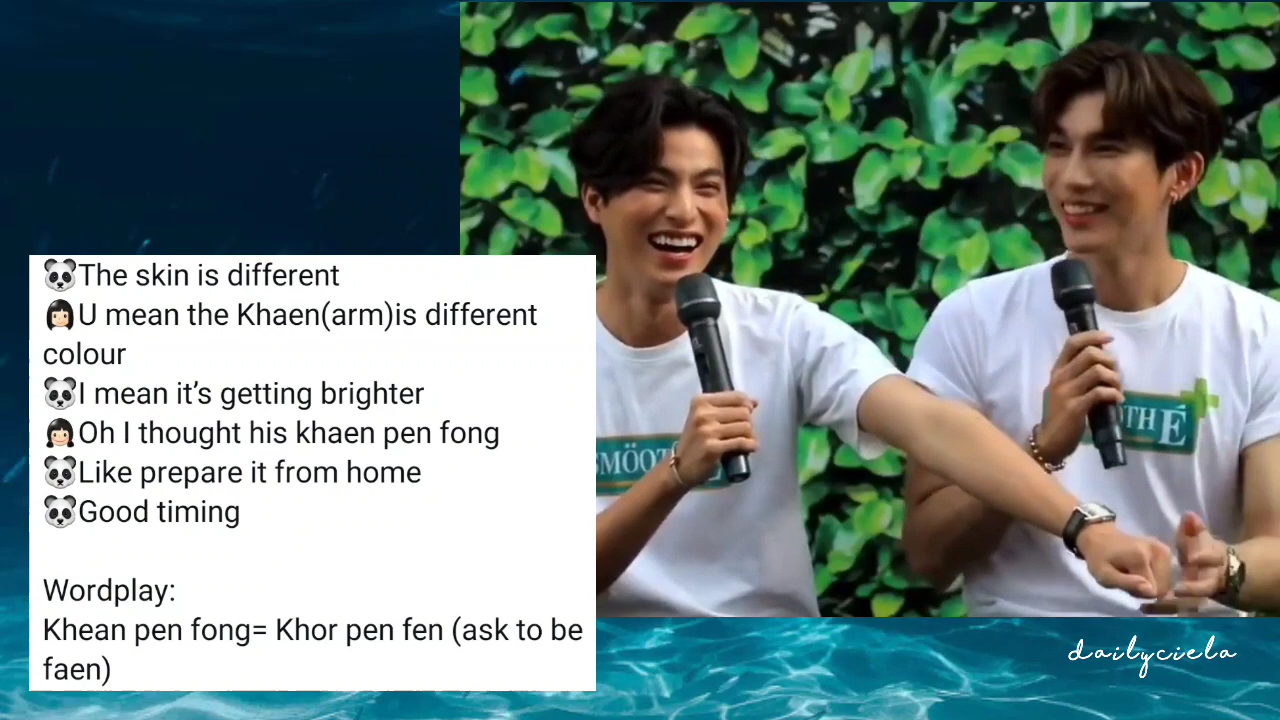 🐼The skin is different
👧🏻U mean the Khaen(arm)is different
colour
🐼I mean it’s getting brighter
👧🏻Oh I thought his khaen pen fong
🐼Like prepare it from home
🐼Good timing
Wordplay:
Khean pen fong= Khor pen fen (ask to be
faen)
SMÖOT
OTH É
dailyciela